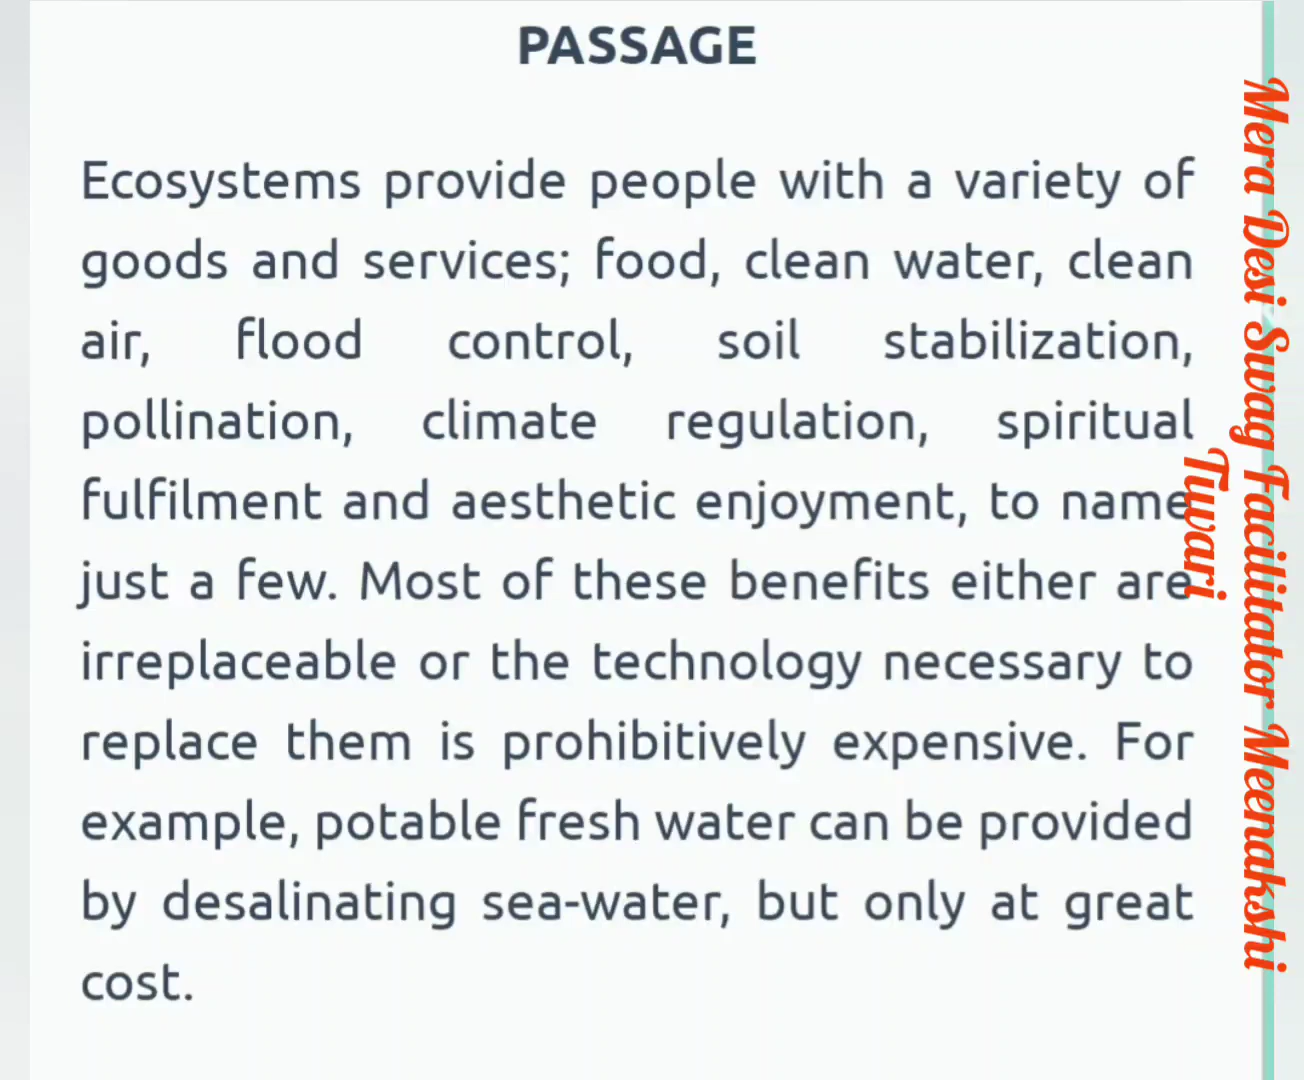 PASSAGE
Ecosystems provide people with a variety of
goods and services; food, clean water, clean
air, flood control, soil stabilization,
pollination, climate regulation, spiritual
fulfilment and aesthetic enjoyment, to name
just a few. Most of these benefits either are
irreplaceable or the technology necessary to
replace them is prohibitively expensive. For
example, potable fresh water can be provided
by desalinating sea-water, but only at great
cost.
Mera Desi Swag Facilitator Meenakshi
Tiwari